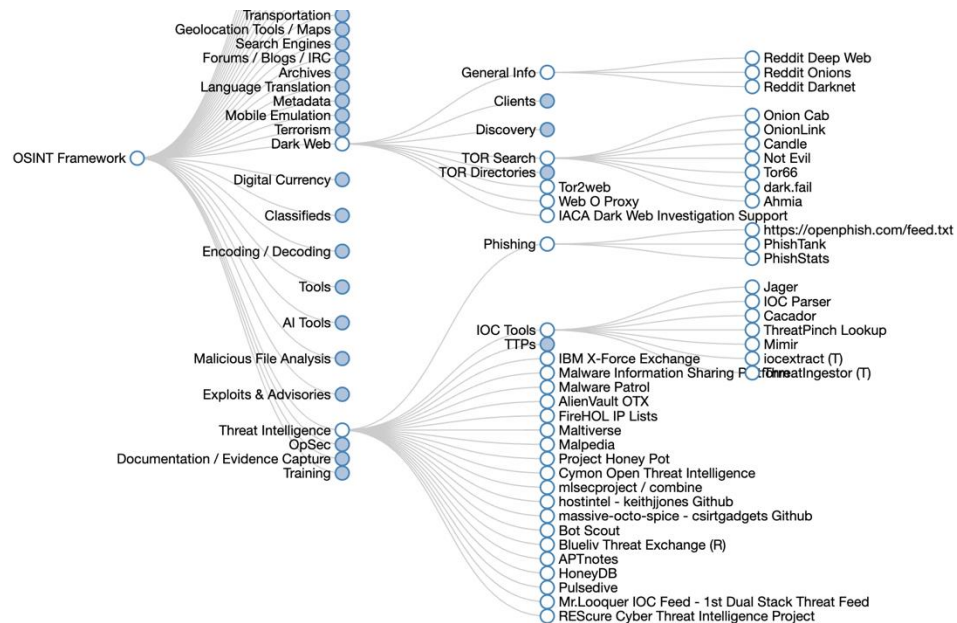 Transportation
Geolocation Tools / Maps
Search Engines
Forums / Blogs / IRC
Archives
Language Translation
Metadata
Mobile Emulation
Terrorism
Dark Web
OSINT Framework
Digital Currency
Classifieds
Encoding / Decoding
Tools
AI Tools
Malicious File Analysis
Exploits & Advisories
Threat Intelligence
OpSec
Documentation / Evidence Capture
Training
General Info
Clients
Discovery
TOR Search
TOR Directories
Tor2web
Web O Proxy
IACA Dark Web Investigation Support
Phishing
IOC Tools
TTPs
IBM X-Force Exchange
Malware Information Sharing Platform
Malware Patrol
AlienVault OTX
FireHOL IP Lists
Maltiverse
Malpedia
Project Honey Pot
Cymon Open Threat Intelligence
mlsecproject / combine
hostintel - keithjjones Github
massive-octo-spice - csirtgadgets Github
Bot Scout
Blueliv Threat Exchange (R)
APTnotes
HoneyDB
Pulsedive
Mr.Looquer IOC Feed - 1st Dual Stack Threat Feed
REScure Cyber Threat Intelligence Project
Reddit Deep Web
Reddit Onions
Reddit Darknet
Onion Cab
OnionLink
Candle
Not Evil
Tor66
dark.fail
Ahmia
https://openphish.com/feed.txt
PhishTank
PhishStats
Jager
IOC Parser
Cacador
ThreatPinch Lookup
Mimir
iocextract (T)
ThreatIngestor (T)